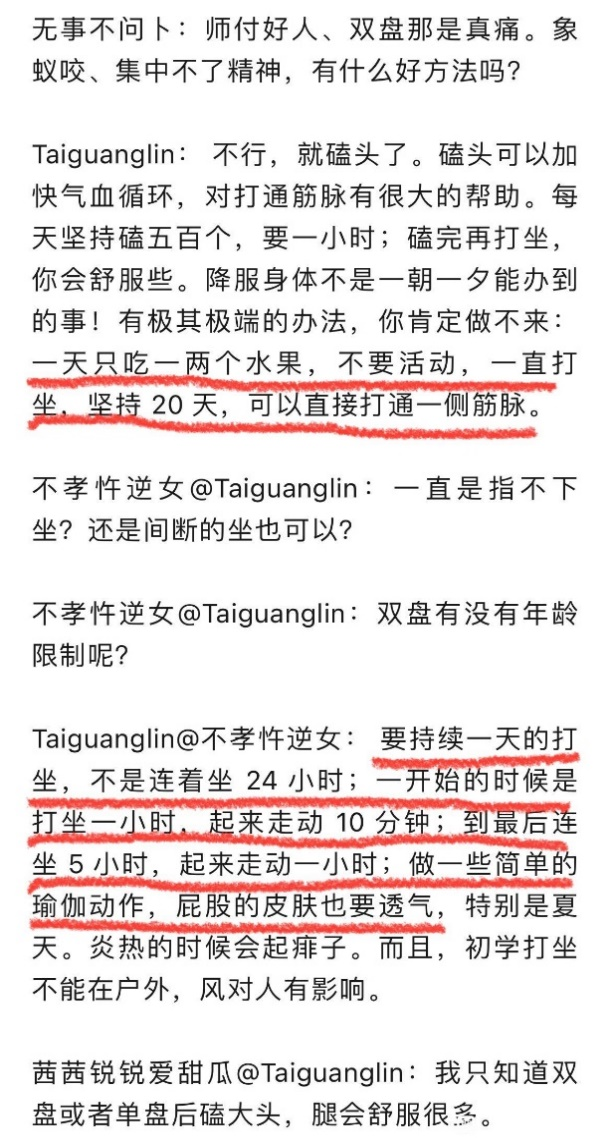 无事不问卜：师付好人、双盘那是真痛。象
蚁咬、集中不了精神，有什么好方法吗？
Taiguanglin： 不行，就磕头了。磕头可以加
快气血循环，对打通筋脉有很大的帮助。每
天坚持磕五百个，要一小时；磕完再打坐，
你会舒服些。降服身体不是一朝一夕能办到
的事！有极其极端的办法，你肯定做不来：
一天只吃一两个水果，不要活动，一直打
坐，坚持 20 天，可以直接打通一侧筋脉。
不孝忤逆女@Taiguanglin：一直是指不下
坐？还是间断的坐也可以？
不孝忤逆女@Taiguanglin：双盘有没有年龄
限制呢？
Taiguanglin@不孝忤逆女： 要持续一天的打
坐，不是连着坐 24 小时；一开始的时候是
打坐一小时，起来走动 10 分钟；到最后连
坐 5 小时，起来走动一小时；做一些简单的
瑜伽动作，屁股的皮肤也要透气，特别是夏
天。炎热的时候会起痱子。而且，初学打坐
不能在户外，风对人有影响。
茜茜锐锐爱甜瓜@Taiguanglin：我只知道双
盘或者单盘后磕大头，腿会舒服很多。